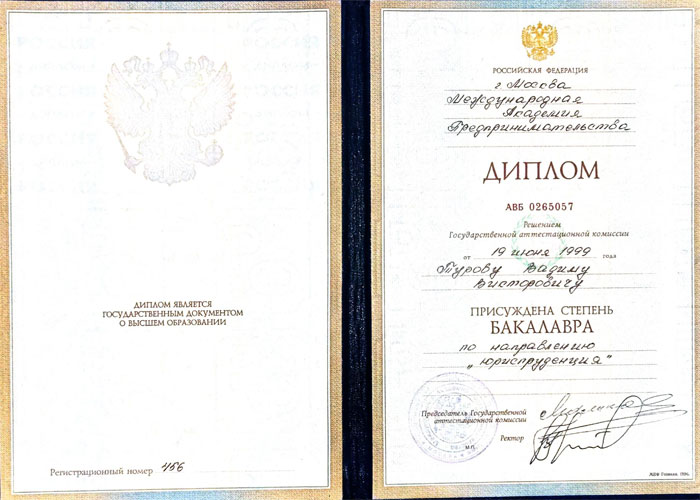 ДИПЛОМ ЯВЛЯЕТСЯ
ГОСУДАРСТВЕННЫМ ДОКУМЕНТОМ
О ВЫСШЕМ ОБРАЗОВАНИИ
Регистрационный номер 456
РОССИЙСКАЯ ФЕДЕРАЦИЯ
г Москва
Международная
Академия
Предпринимательства
ДИПЛОМ
АВБ 0265057
Решением
Государственной аттестационной комиссии
от 19 июня 1999 года
Турову Вадиму
Викторовичу
ПРИСУЖДЕНА СТЕПЕНЬ
БАКАЛАВРА
по направлению
„юриспруденция"
Председатель Государственной
аттестационной комиссии
Ректор
М.П.